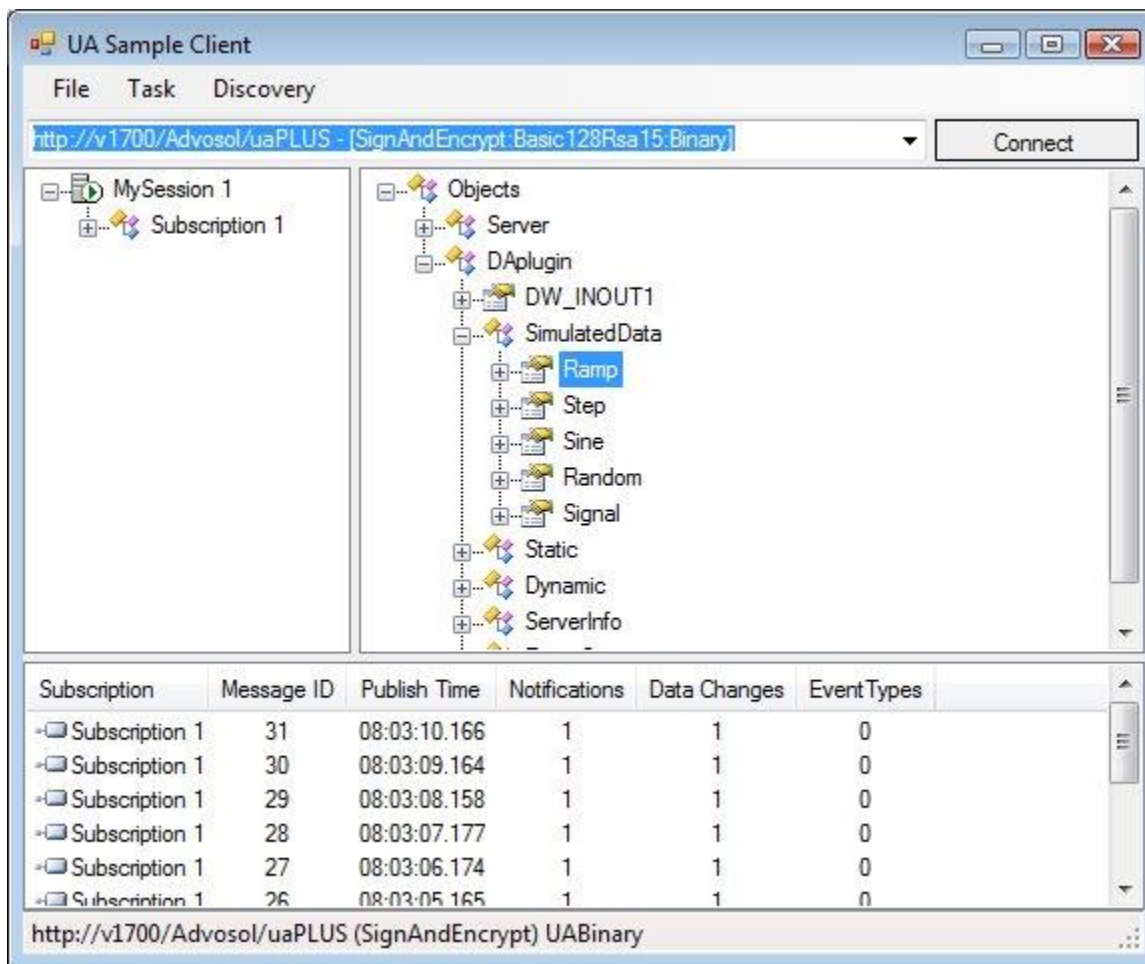 UA Sample Client
File Task Discovery
http://v1700/Advosol/uaPLUS - [SignAndEncrypt:Basic128Rsa15:Binary]
Connect
MySession 1
Subscription 1
Objects
Server
DAplugin
DW_INOUT1
SimulatedData
Ramp
Step
Sine
Random
Signal
Static
Dynamic
ServerInfo
Subscription Message ID Publish Time Notifications Data Changes EventTypes
Subscription 1 31 08:03:10.166 1 1 0
Subscription 1 30 08:03:09.164 1 1 0
Subscription 1 29 08:03:08.158 1 1 0
Subscription 1 28 08:03:07.177 1 1 0
Subscription 1 27 08:03:06.174 1 1 0
Subscription 1 26 08:03:05.165 1 1 0
http://v1700/Advosol/uaPLUS (SignAndEncrypt) UABinary